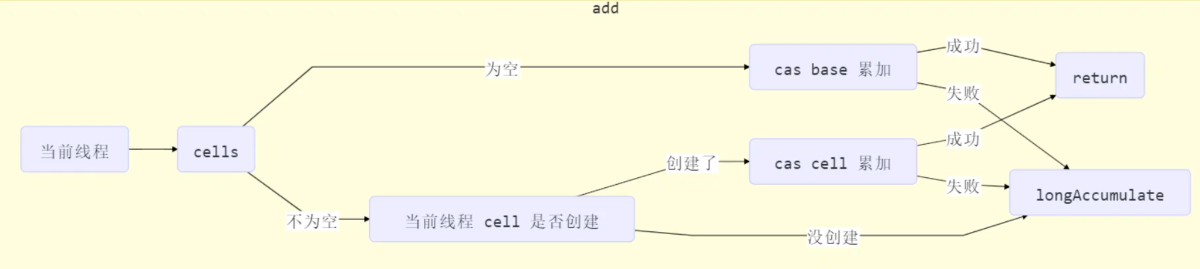 add
当前线程
cells
为空
不为空
cas base 累加
当前线程 cell 是否创建
创建了
没创建
cas cell 累加
成功
失败
成功
失败
return
longAccumulate